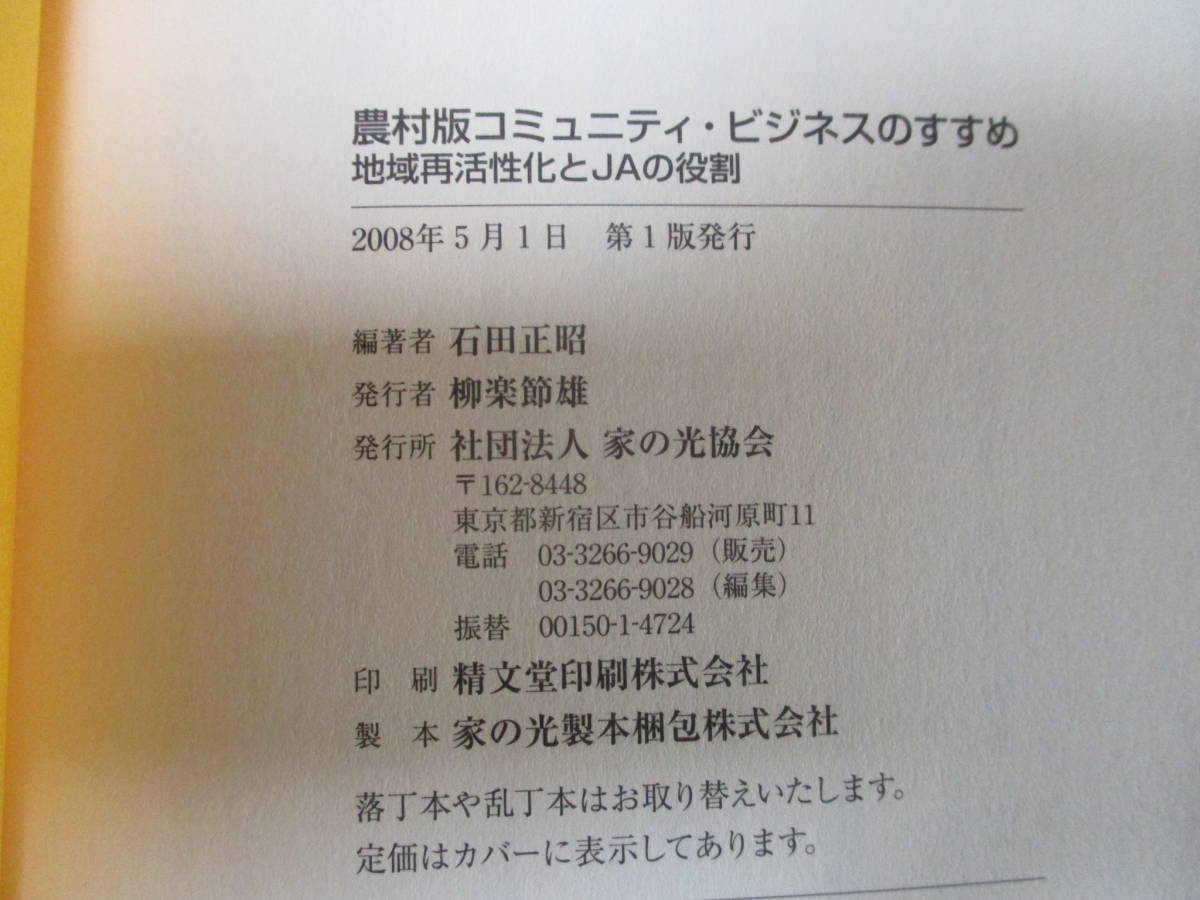 農村版コミュニティ・ビジネスのすすめ
地域再活性化とJAの役割
2008年5月1日　第1版発行
編著者 石田正昭
発行者 柳楽節雄
発行所 社団法人 家の光協会
〒162-8448
東京都新宿区市谷船河原町11
電話　03-3266-9029（販売）
03-3266-9028（編集）
振替　00150-1-4724
印　刷 精文堂印刷株式会社
製　本 家の光製本梱包株式会社
落丁本や乱丁本はお取り替えいたします。
定価はカバーに表示してあります。